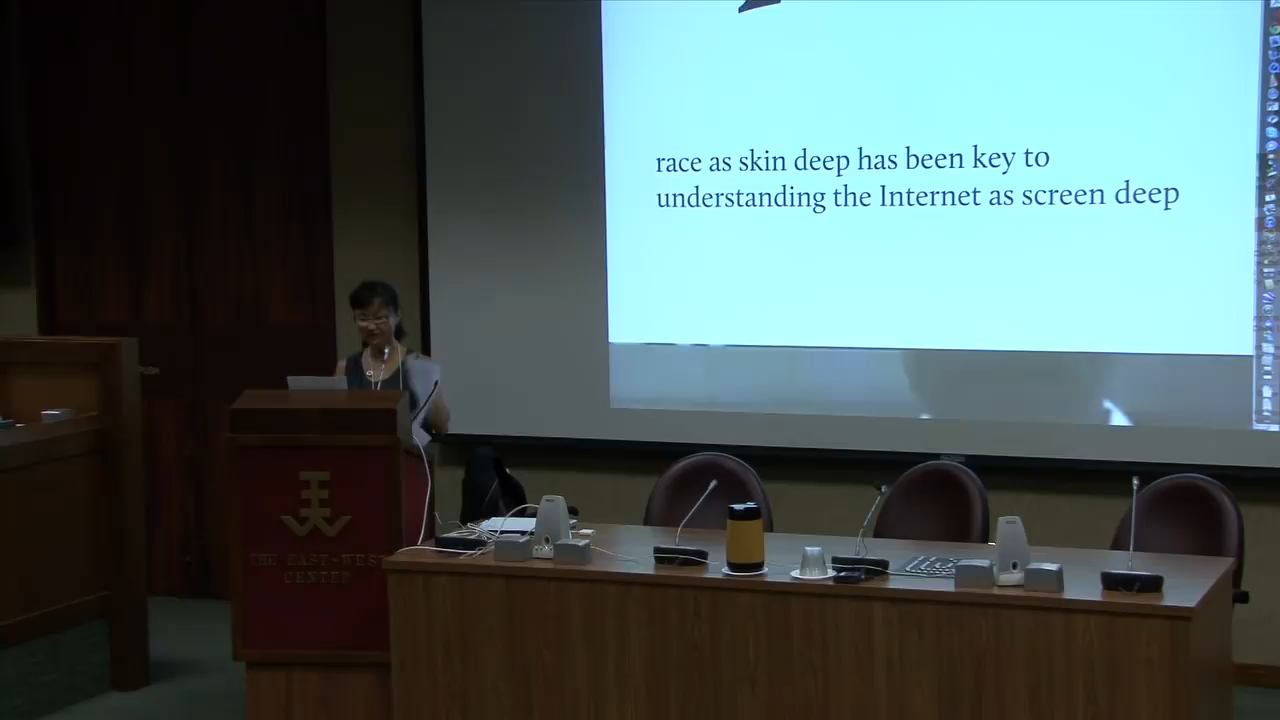 race as skin deep has been key to
understanding the Internet as screen deep
THE EAST-WEST
CENTER